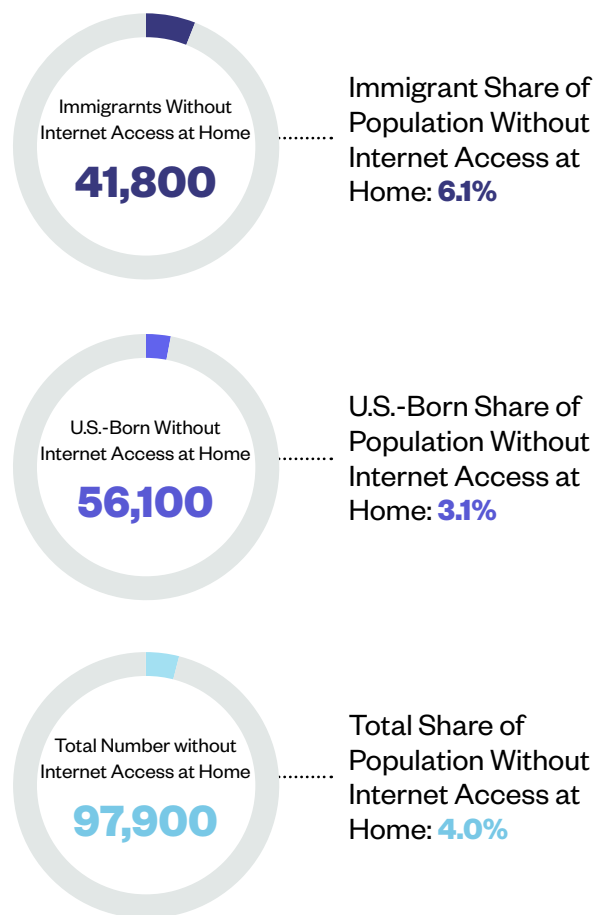 Immigrarnts Without
Internet Access at Home
41,800
Immigrant Share of
Population Without
Internet Access at
Home: 6.1%
U.S.-Born Without
Internet Access at Home
56,100
U.S.-Born Share of
Population Without
Internet Access at
Home: 3.1%
Total Number without
Internet Access at Home
97,900
Total Share of
Population Without
Internet Access at
Home: 4.0%